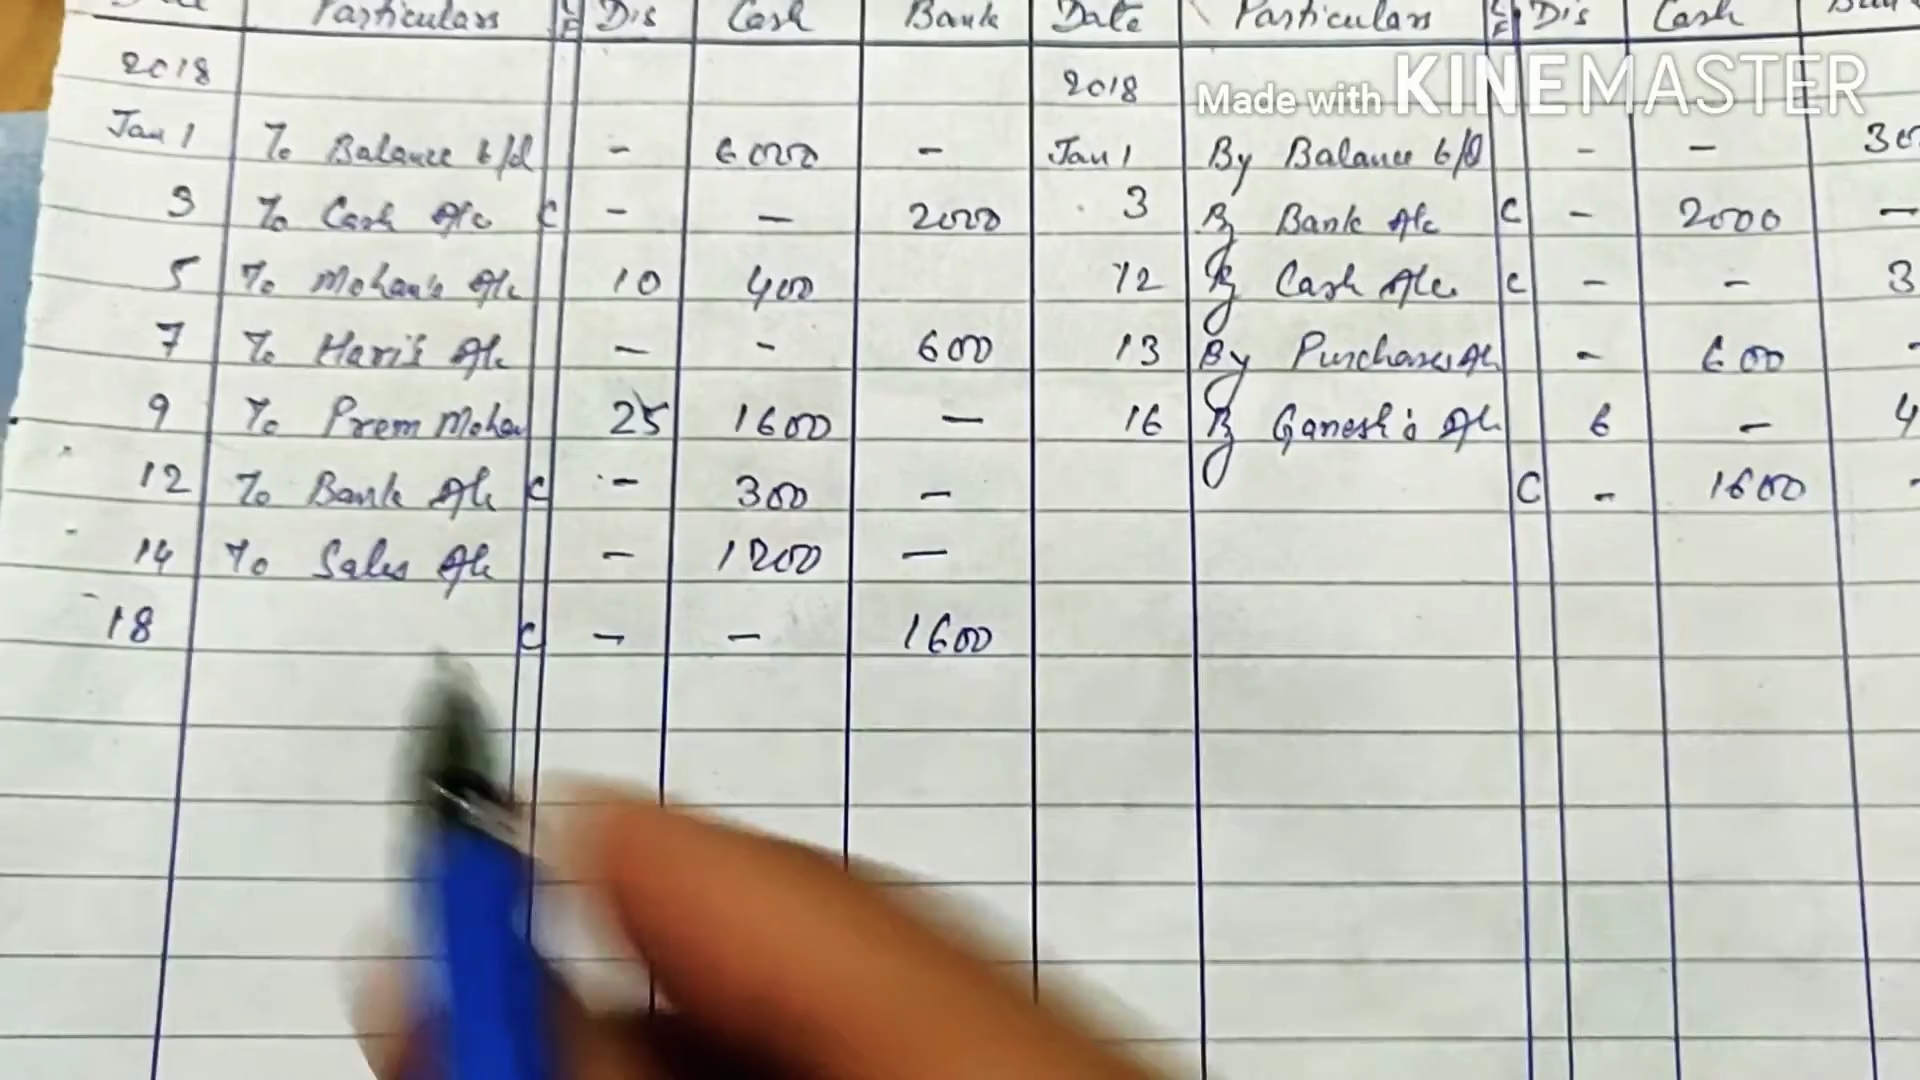 Particulars LF Dis Cash Bank Date Particulars LF Dis Cash
2018 2018 Made with KINEMASTER
Jan 1 To Balance b/d - 6000 - Jan 1 By Balance b/d - -
3 To Cash A/c C - - 2000 3 By Bank A/c C - 2000 -
5 To Mohan's A/c 10 400 12 By Cash A/c C - -
7 To Hari's A/c - - 600 13 By Purchases A/c - 600 -
9 To Prem Mohan 25 1600 - 16 By Ganesh's A/c 6 -
12 To Bank A/c C - 300 - C - 1600 -
14 To Sales A/c - 1200 -
18 C - - 1600